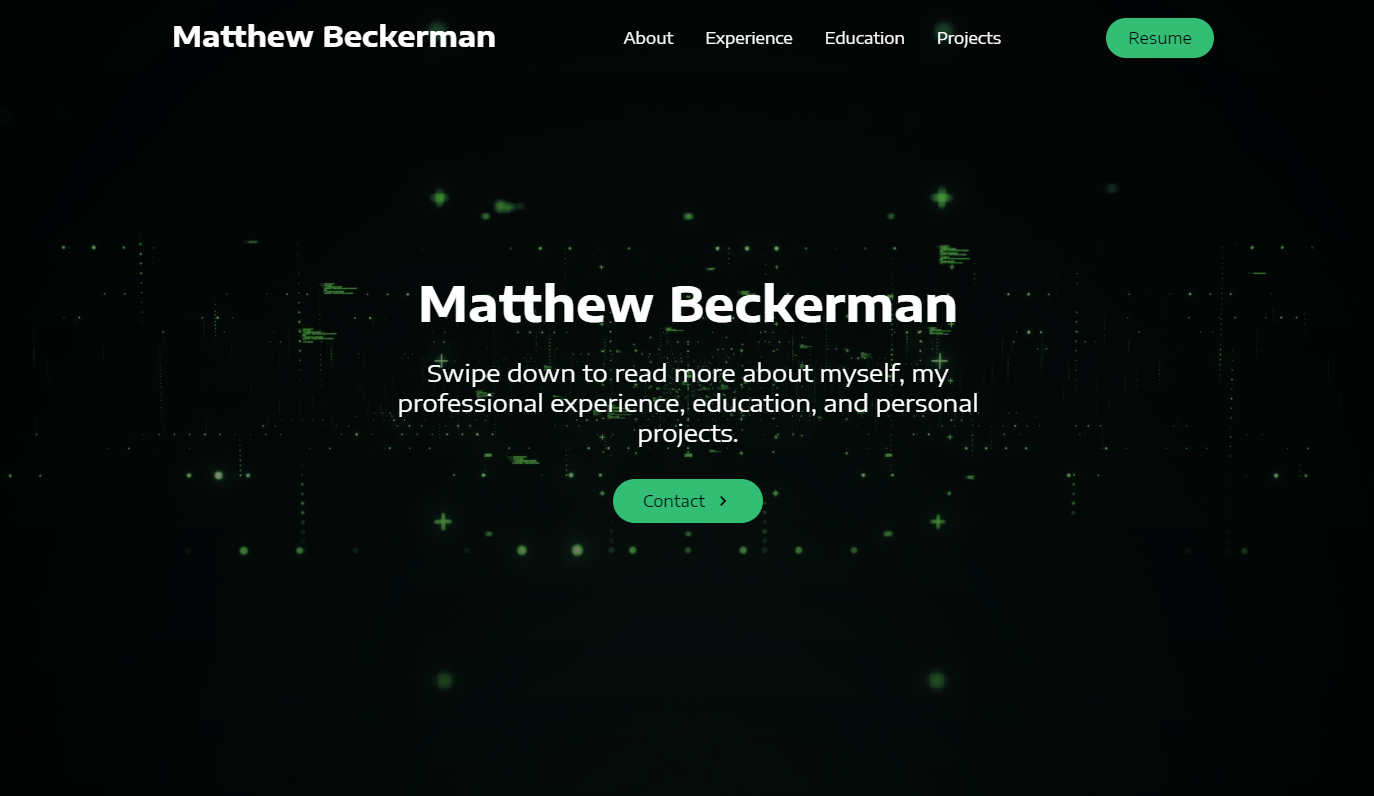 Matthew Beckerman
About Experience Education Projects
Resume
Matthew Beckerman
Swipe down to read more about myself, my
professional experience, education, and personal
projects.
Contact